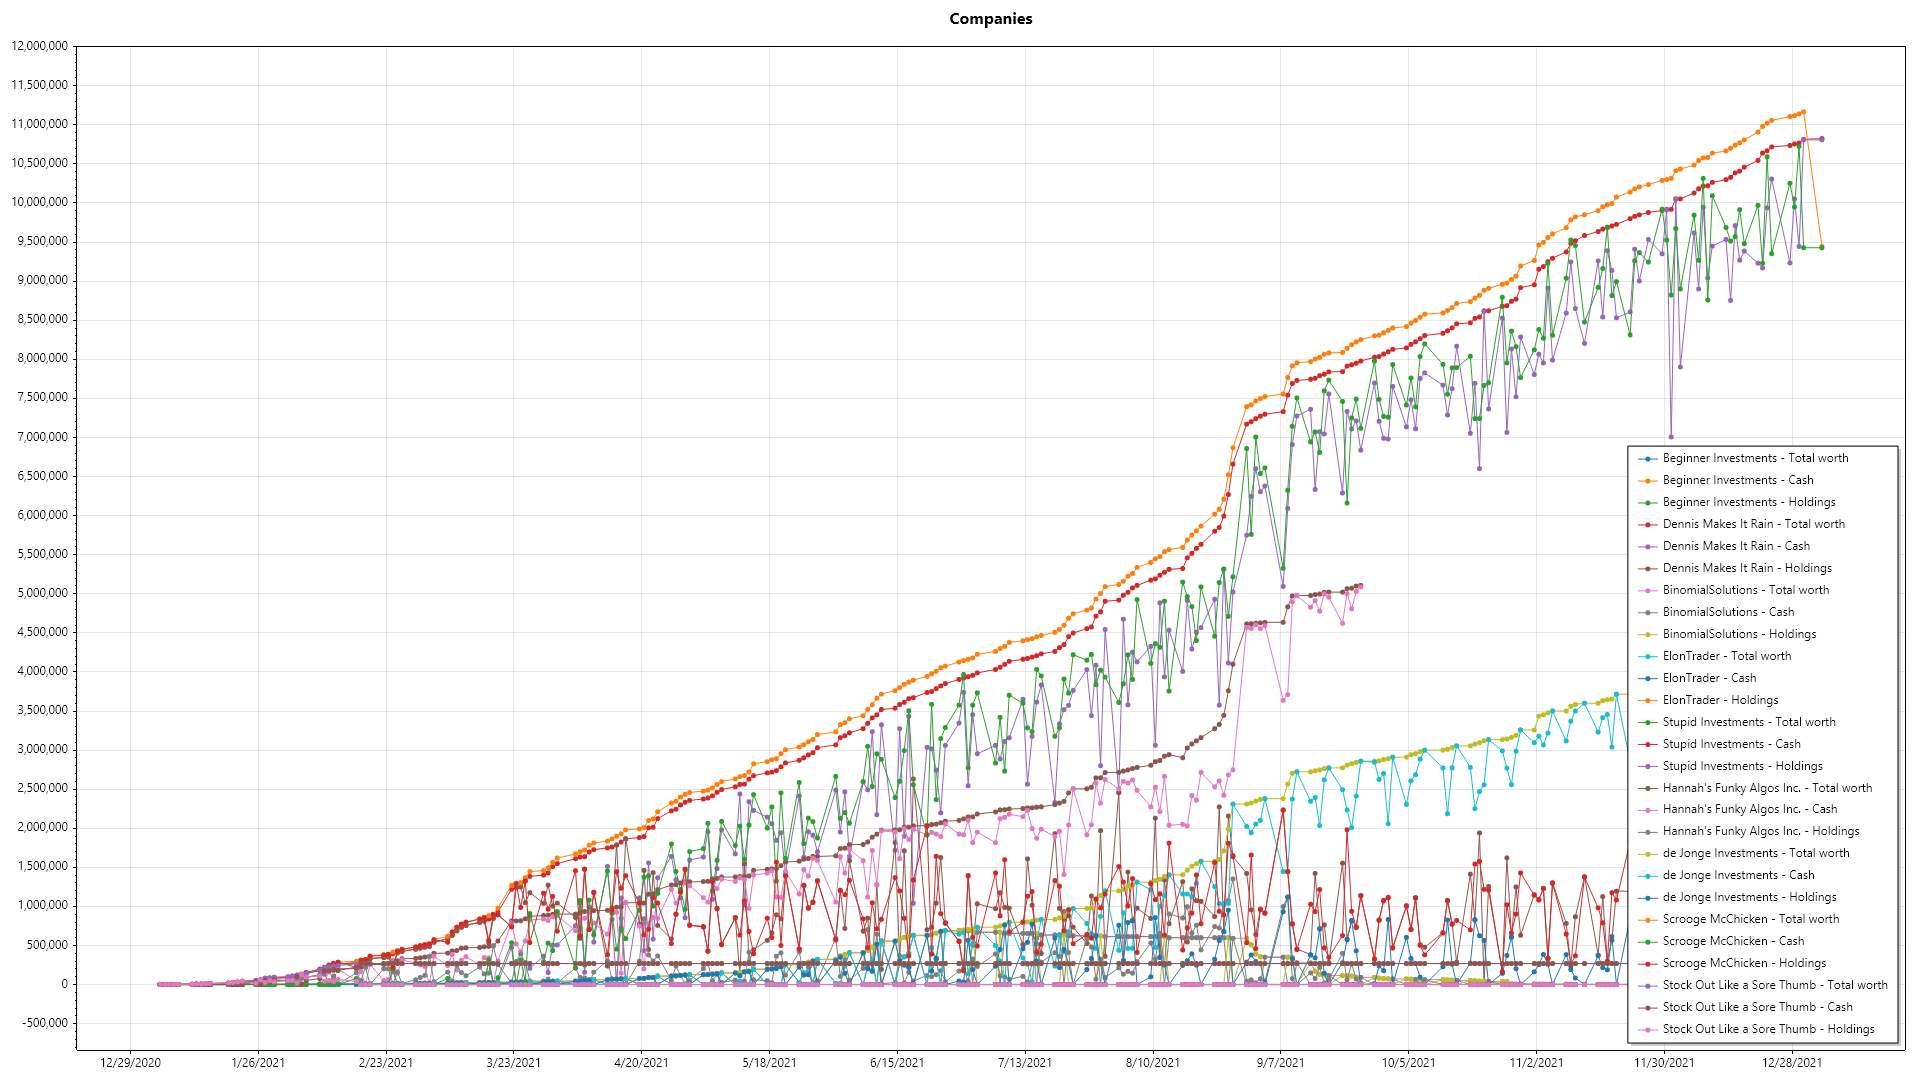 Companies
12,000,000
11,500,000
11,000,000
10,500,000
10,000,000
9,500,000
9,000,000
8,500,000
8,000,000
7,500,000
7,000,000
6,500,000
6,000,000
5,500,000
5,000,000
4,500,000
4,000,000
3,500,000
3,000,000
2,500,000
2,000,000
1,500,000
1,000,000
500,000
0
-500,000
Beginner Investments - Total worth
Beginner Investments - Cash
Beginner Investments - Holdings
Dennis Makes It Rain - Total worth
Dennis Makes It Rain - Cash
Dennis Makes It Rain - Holdings
BinomialSolutions - Total worth
BinomialSolutions - Cash
BinomialSolutions - Holdings
ElonTrader - Total worth
ElonTrader - Cash
ElonTrader - Holdings
Stupid Investments - Total worth
Stupid Investments - Cash
Stupid Investments - Holdings
Hannah's Funky Algos Inc. - Total worth
Hannah's Funky Algos Inc. - Cash
Hannah's Funky Algos Inc. - Holdings
de Jonge Investments - Total worth
de Jonge Investments - Cash
de Jonge Investments - Holdings
Scrooge McChicken - Total worth
Scrooge McChicken - Cash
Scrooge McChicken - Holdings
Stock Out Like a Sore Thumb - Total worth
Stock Out Like a Sore Thumb - Cash
Stock Out Like a Sore Thumb - Holdings
12/29/2020 1/26/2021 2/23/2021 3/23/2021 4/20/2021 5/18/2021 6/15/2021 7/13/2021 8/10/2021 9/7/2021 10/5/2021 11/2/2021 11/30/2021 12/28/2021